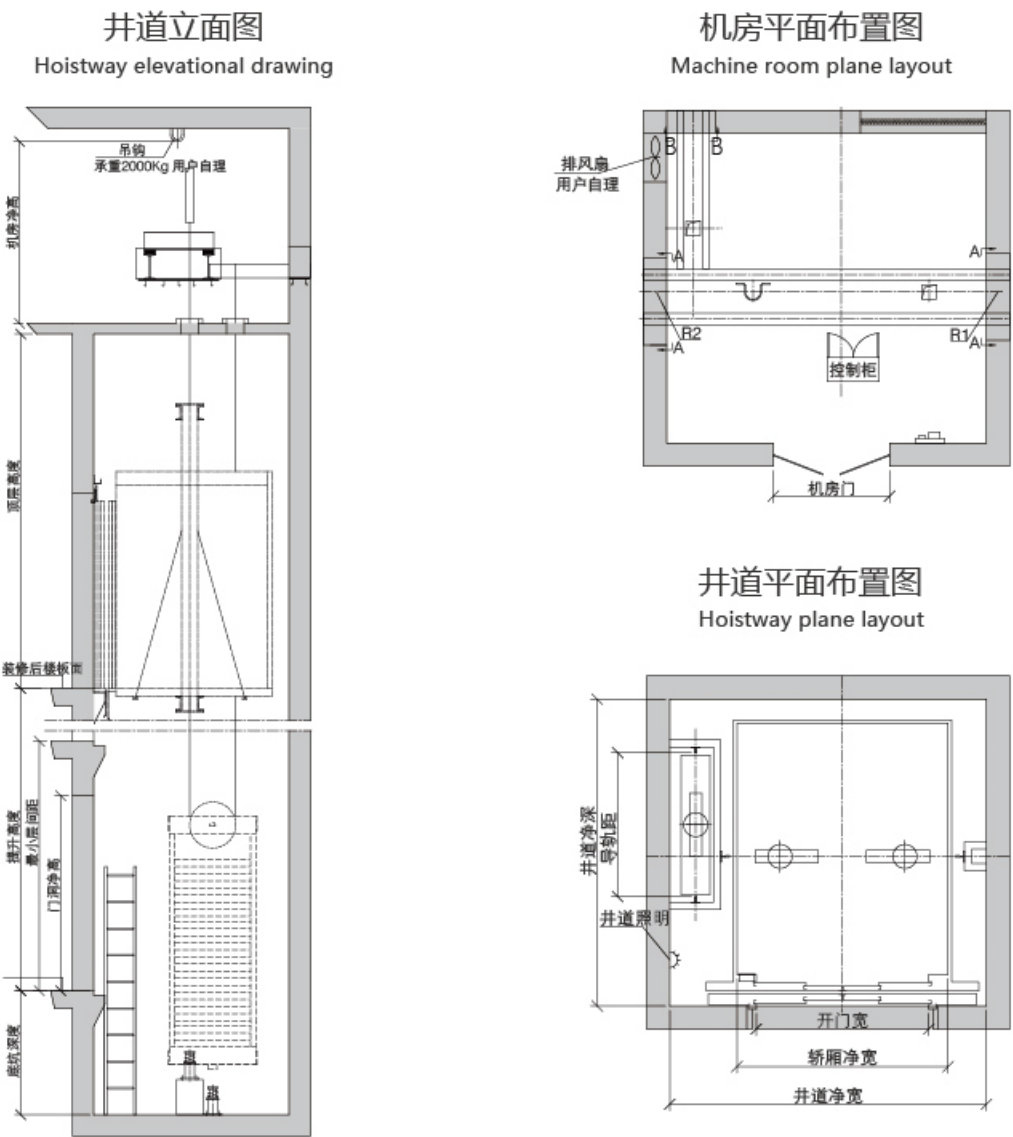 井道立面图
Hoistway elevational drawing
吊钩
承重2000Kg 用户自理
机房净高
顶层高度
装修后楼板面
提升高度
最小层间距
门洞净高
底坑深度
机房平面布置图
Machine room plane layout
B
B
排风扇
用户自理
A
A
R2
R1
A
A
控制柜
机房门
井道平面布置图
Hoistway plane layout
井道净深
导轨距
井道照明
开门宽
轿厢净宽
井道净宽